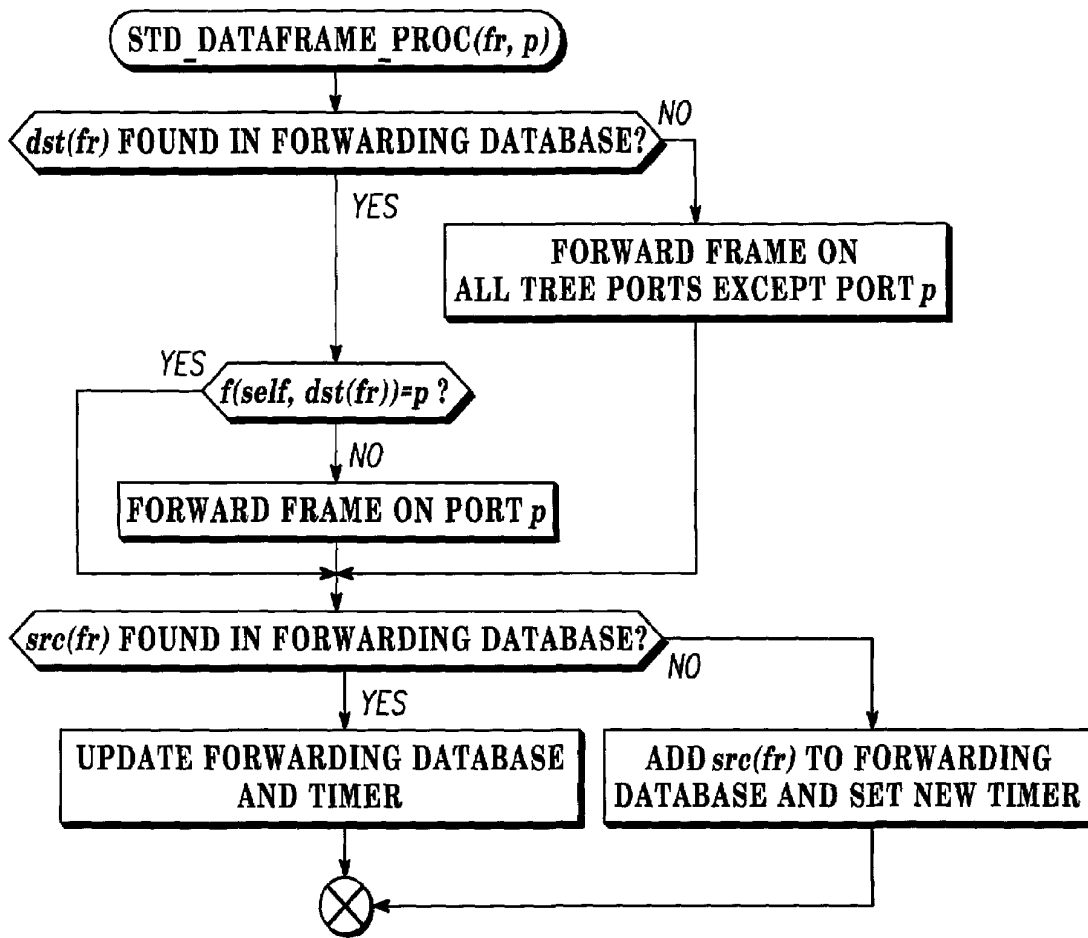 STD_DATAFRAME_PROC(fr, p)
dst(fr) FOUND IN FORWARDING DATABASE?
NO
YES
FORWARD FRAME ON
ALL TREE PORTS EXCEPT PORT p
YES
f(self, dst(fr))=p ?
NO
FORWARD FRAME ON PORT p
src(fr) FOUND IN FORWARDING DATABASE?
NO
YES
UPDATE FORWARDING DATABASE
AND TIMER
ADD src(fr) TO FORWARDING
DATABASE AND SET NEW TIMER